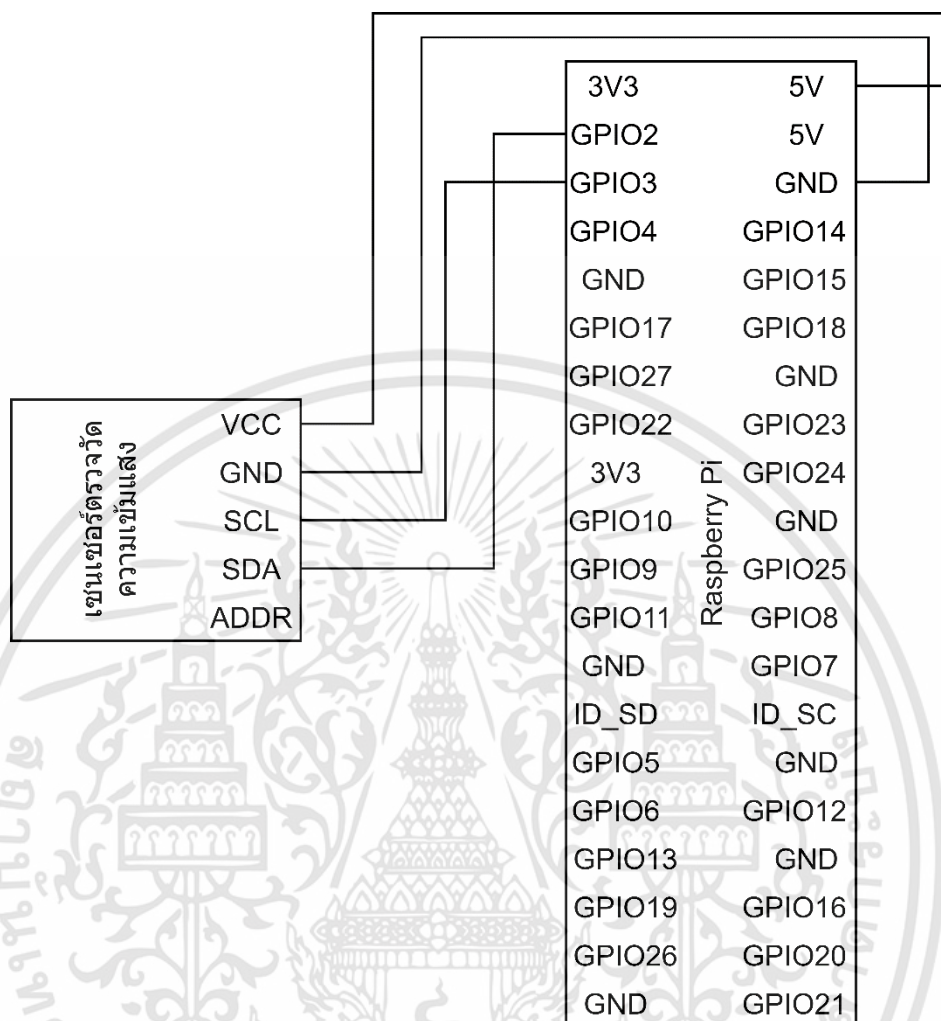 3V3 5V
GPIO2 5V
GPIO3 GND
GPIO4 GPIO14
GND GPIO15
GPIO17 GPIO18
GPIO27 GND
GPIO22 GPIO23
3V3 GPIO24
GPIO10 GND
GPIO9 GPIO25
GPIO11 GPIO8
GND GPIO7
ID_SD ID_SC
GPIO5 GND
GPIO6 GPIO12
GPIO13 GND
GPIO19 GPIO16
GPIO26 GPIO20
GND GPIO21
Raspberry Pi
เซนเซอร์ตรวจวัด
ความเข้มแสง
VCC
GND
SCL
SDA
ADDR